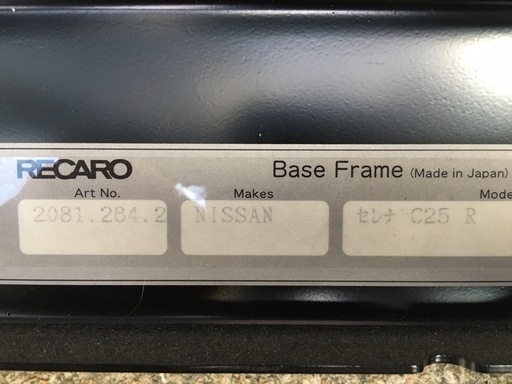 RECARO Base Frame (Made in Japan)
Art No. Makes Mode
2081.284.2 NISSAN セレナ C25 R